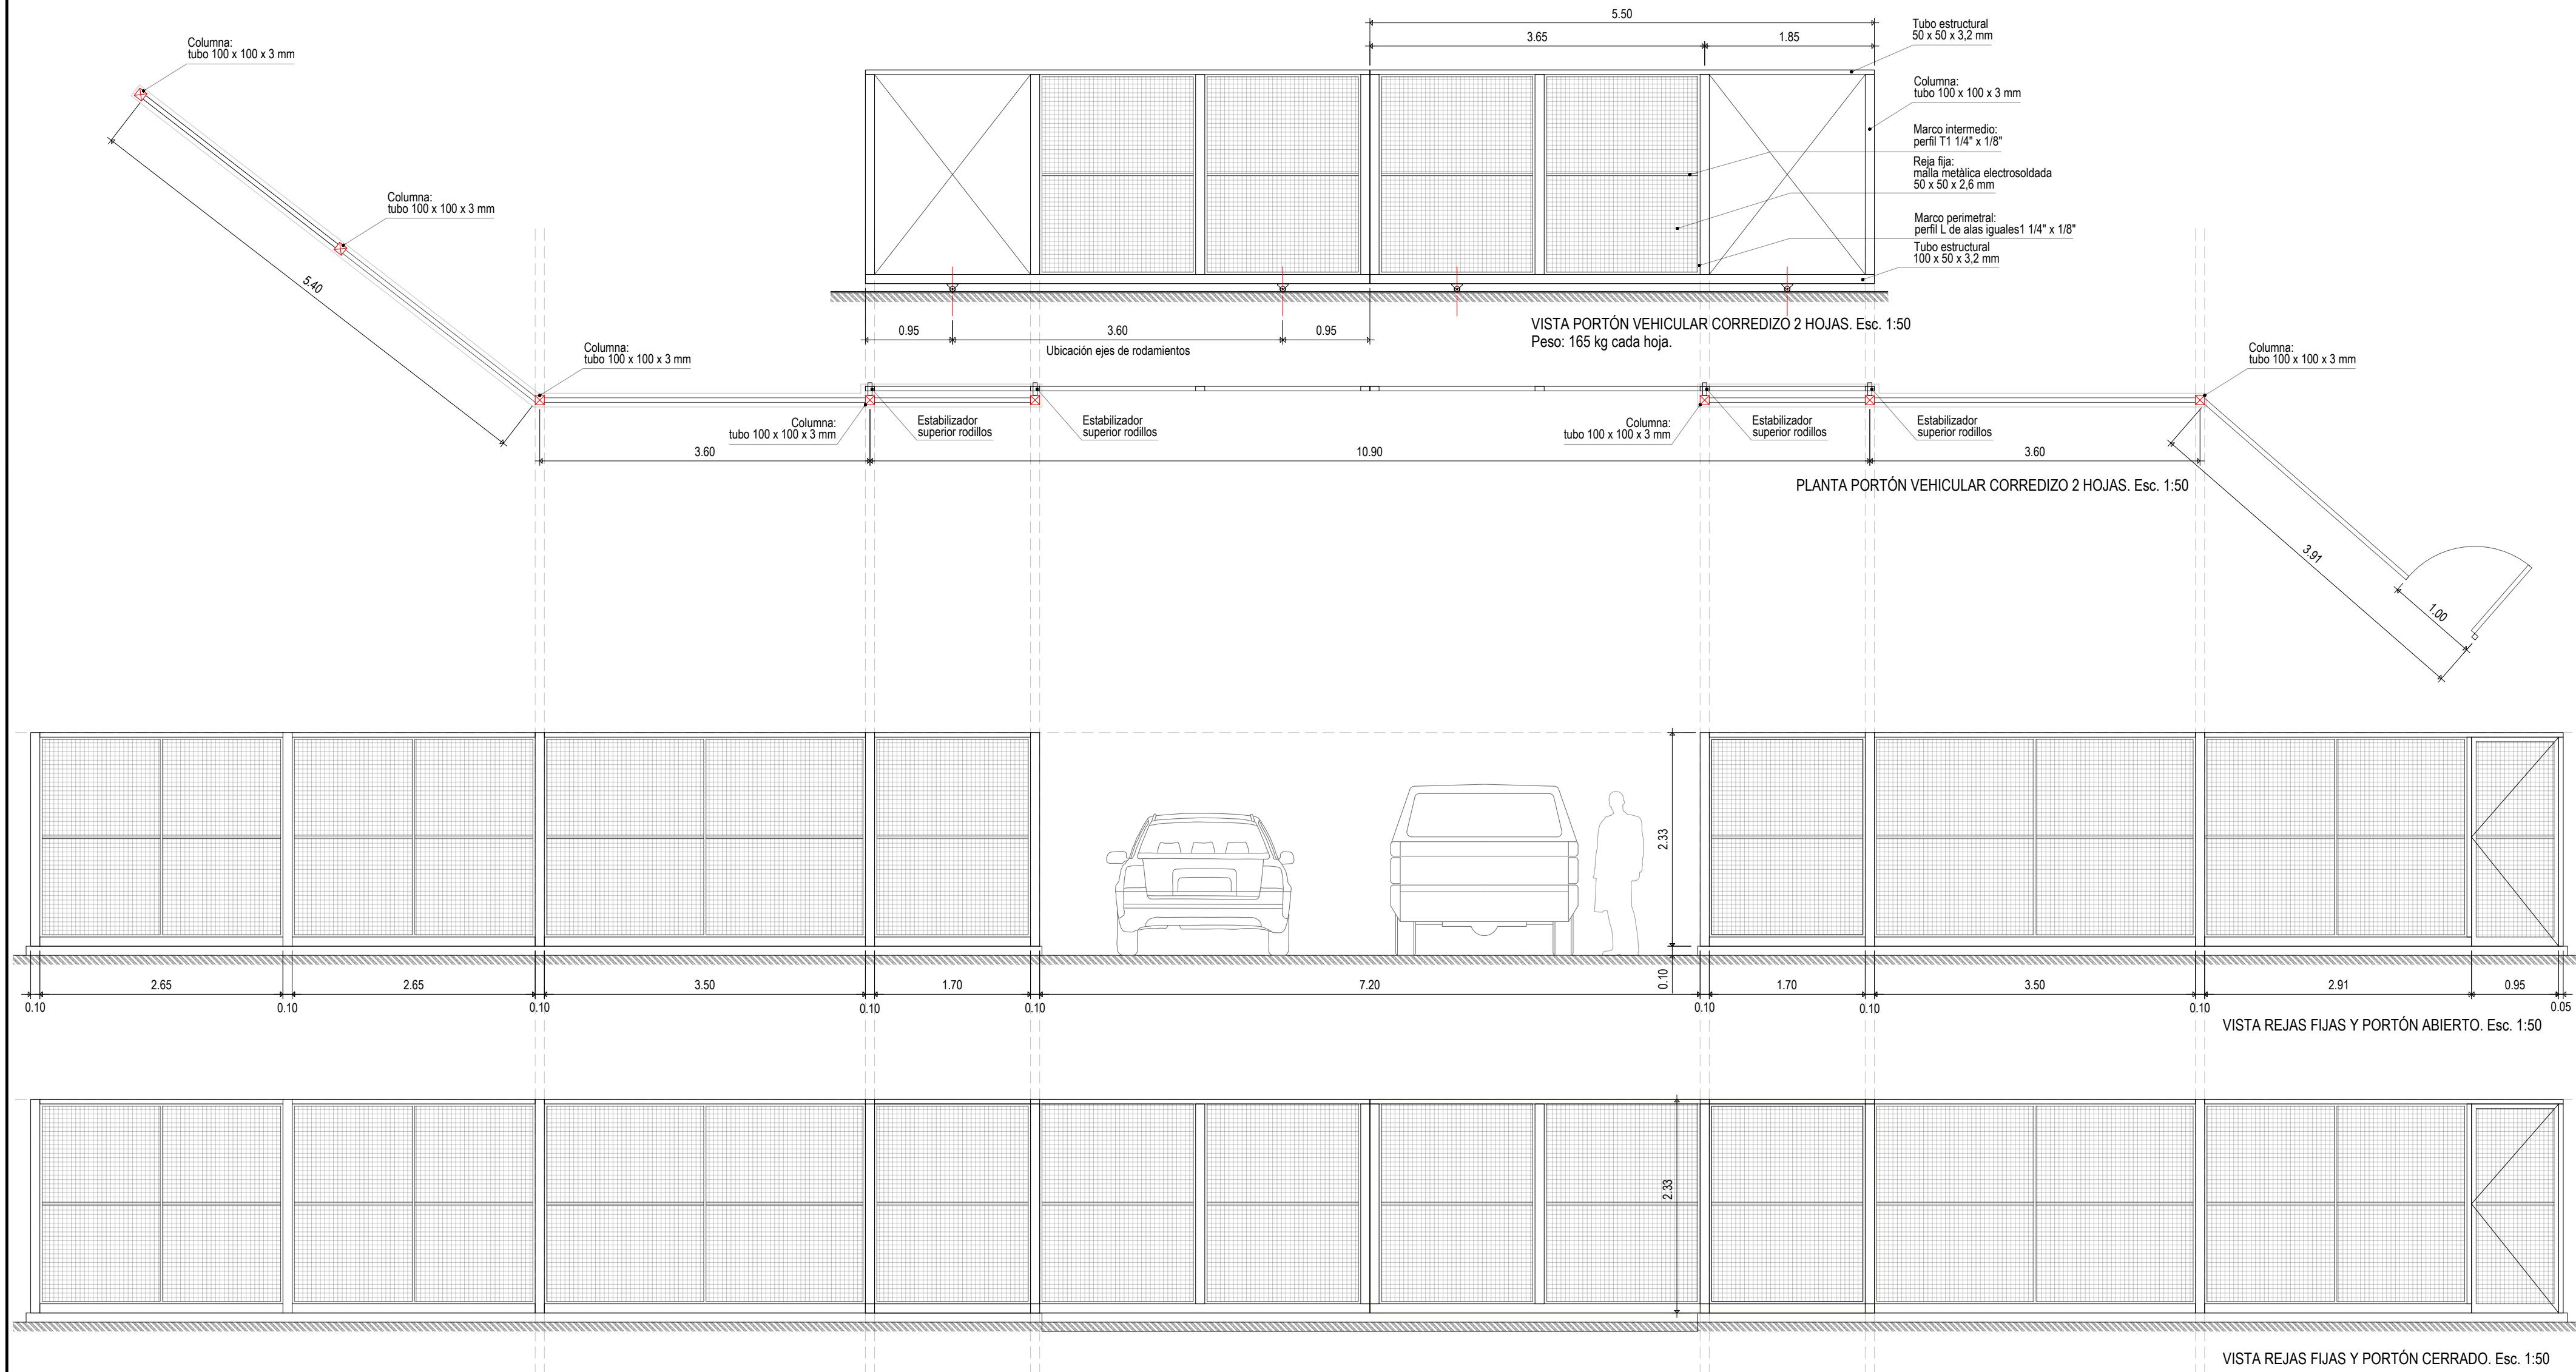 5.50
3.65
1.85
Tubo estructural
50 x 50 x 3,2 mm
Columna:
tubo 100 x 100 x 3 mm
Columna:
tubo 100 x 100 x 3 mm
Marco intermedio:
perfil T1 1/4" x 1/8"
Reja fija:
malla metàlica electrosoldada
50 x 50 x 2,6 mm
Columna:
tubo 100 x 100 x 3 mm
Marco perimetral:
perfil L de alas iguales1 1/4" x 1/8"
Tubo estructural
100 x 50 x 3,2 mm
5.40
0.95
3.60
0.95
Ubicación ejes de rodamientos
VISTA PORTÓN VEHICULAR CORREDIZO 2 HOJAS. Esc. 1:50
Peso: 165 kg cada hoja.
Columna:
tubo 100 x 100 x 3 mm
Columna:
tubo 100 x 100 x 3 mm
Columna:
tubo 100 x 100 x 3 mm
Estabilizador
superior rodillos
Estabilizador
superior rodillos
Columna:
tubo 100 x 100 x 3 mm
Estabilizador
superior rodillos
Estabilizador
superior rodillos
3.60
10.90
3.60
PLANTA PORTÓN VEHICULAR CORREDIZO 2 HOJAS. Esc. 1:50
3.91
1.00
2.33
0.10
2.65
2.65
3.50
1.70
7.20
1.70
3.50
2.91
0.95
0.10
0.10
0.10
0.10
0.10
0.10
0.10
0.10
0.05
VISTA REJAS FIJAS Y PORTÓN ABIERTO. Esc. 1:50
2.33
VISTA REJAS FIJAS Y PORTÓN CERRADO. Esc. 1:50